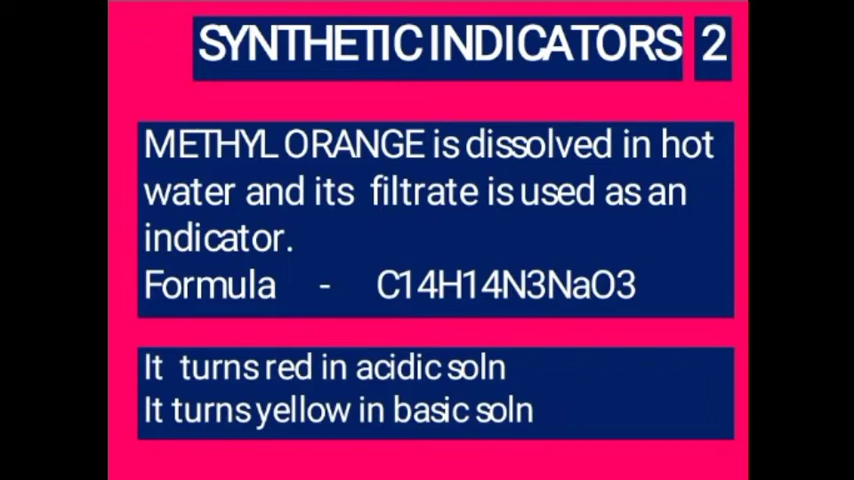 SYNTHETIC INDICATORS 2
METHYL ORANGE is dissolved in hot
water and its filtrate is used as an
indicator.
Formula - C14H14N3NaO3
It turns red in acidic soln
It turns yellow in basic soln